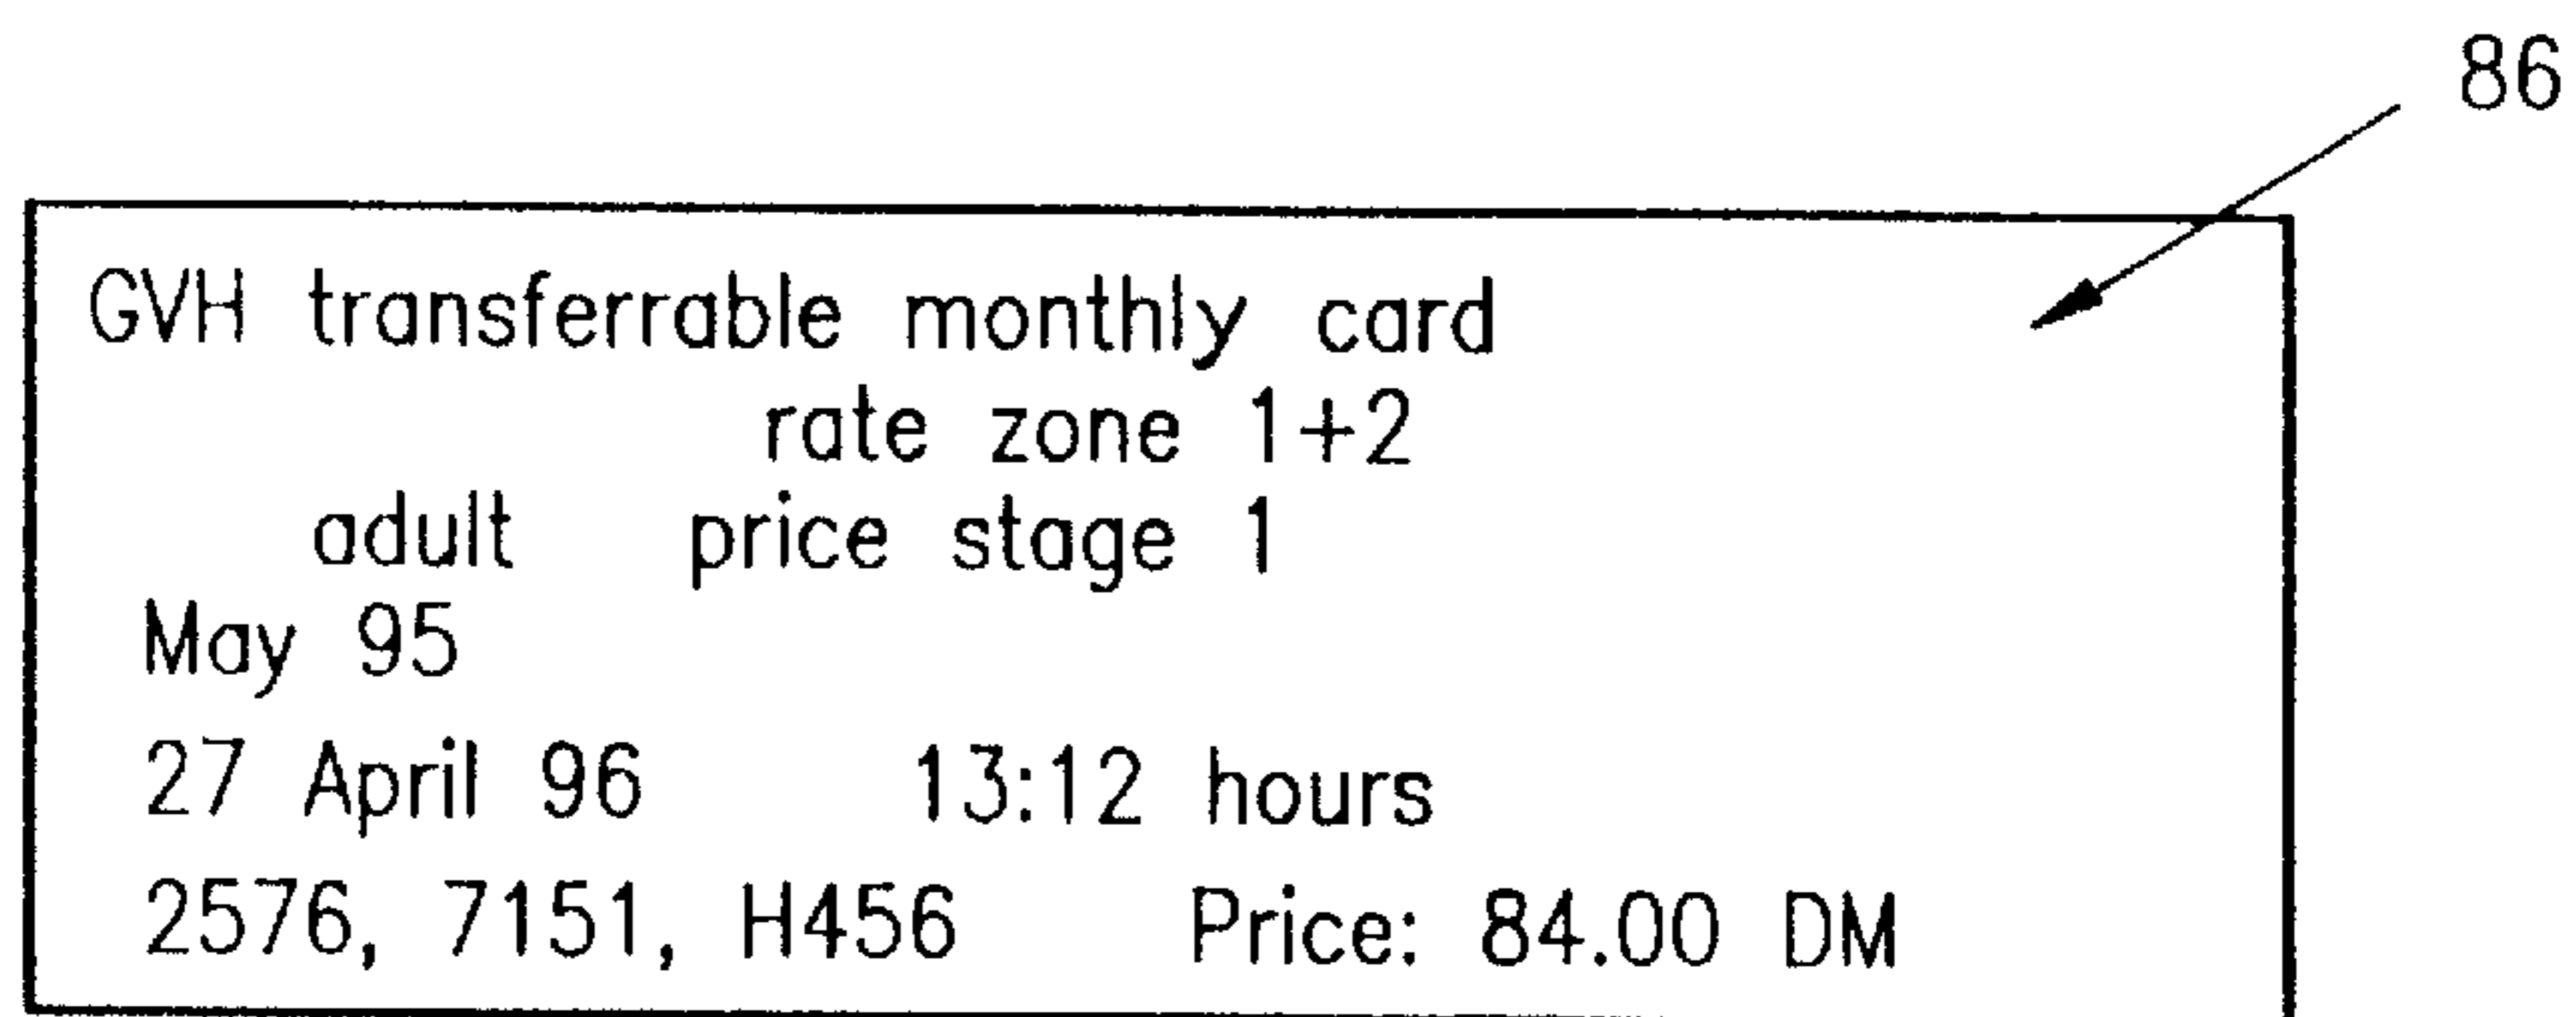 86
GVH transferrable monthly card
rate zone 1+2
adult price stage 1
May 95
27 April 96 13:12 hours
2576, 7151, H456 Price: 84.00 DM